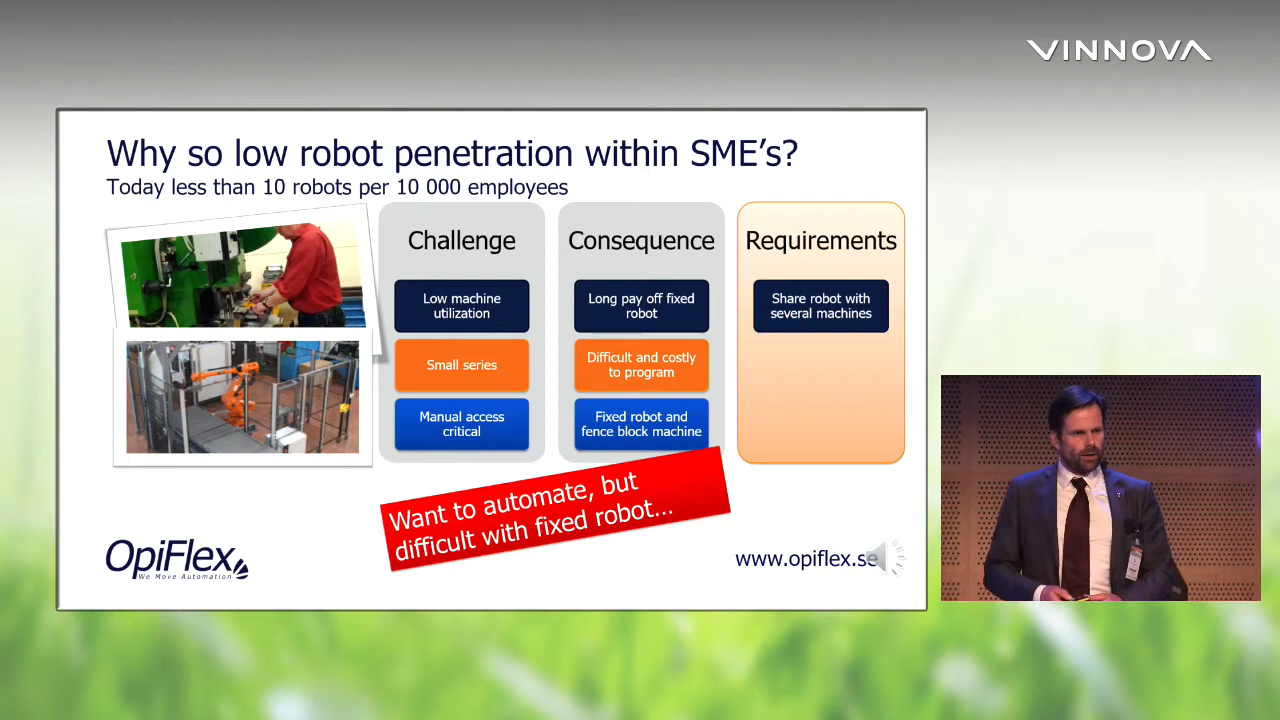 VINNOVA
Why so low robot penetration within SME's?
Today less than 10 robots per 10 000 employees
Challenge
Low machine
utilization
Small series
Manual access
critical
Consequence
Long pay off fixed
robot
Difficult and costly
to program
Fixed robot and
fence block machine
Requirements
Share robot with
several machines
Want to automate, but
difficult with fixed robot...
OpiFlex
We Move Automation
www.opiflex.se